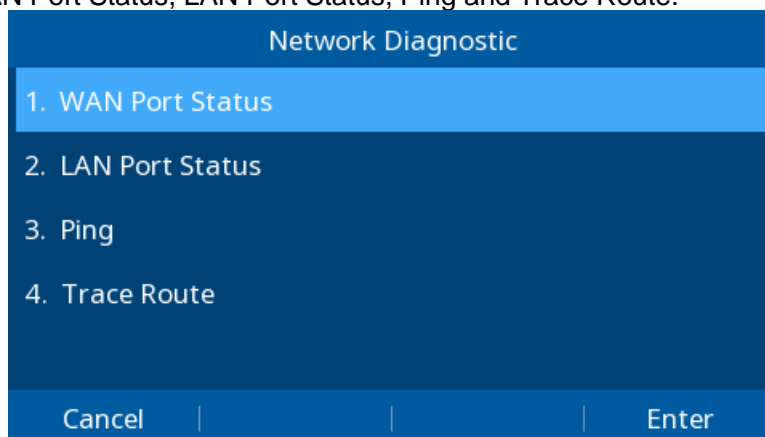 Port Status, LAN Port Status, Ping and Trace Route.
Network Diagnostic
1. WAN Port Status
2. LAN Port Status
3. Ping
4. Trace Route
Cancel Enter